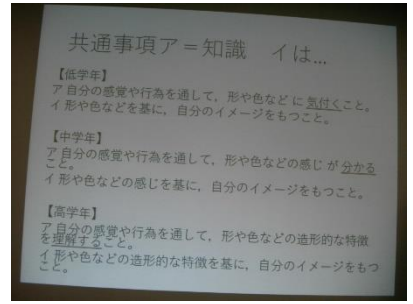 共通事項ア＝知識　イは…
【低学年】
ア 自分の感覚や行為を通して，形や色など に 気付くこと。
イ 形や色などを基に，自分のイメージをもつこと。
【中学年】
ア 自分の感覚や行為を通して，形や色などの感じ が 分かる
こと。
イ 形や色などの感じを基に，自分のイメージをもつこと。
【高学年】
ア 自分の感覚や行為を通して，形や色などの造形的な特徴
を理解すること。
イ 形や色などの造形的な特徴を基に，自分のイメージをもつ
こと。